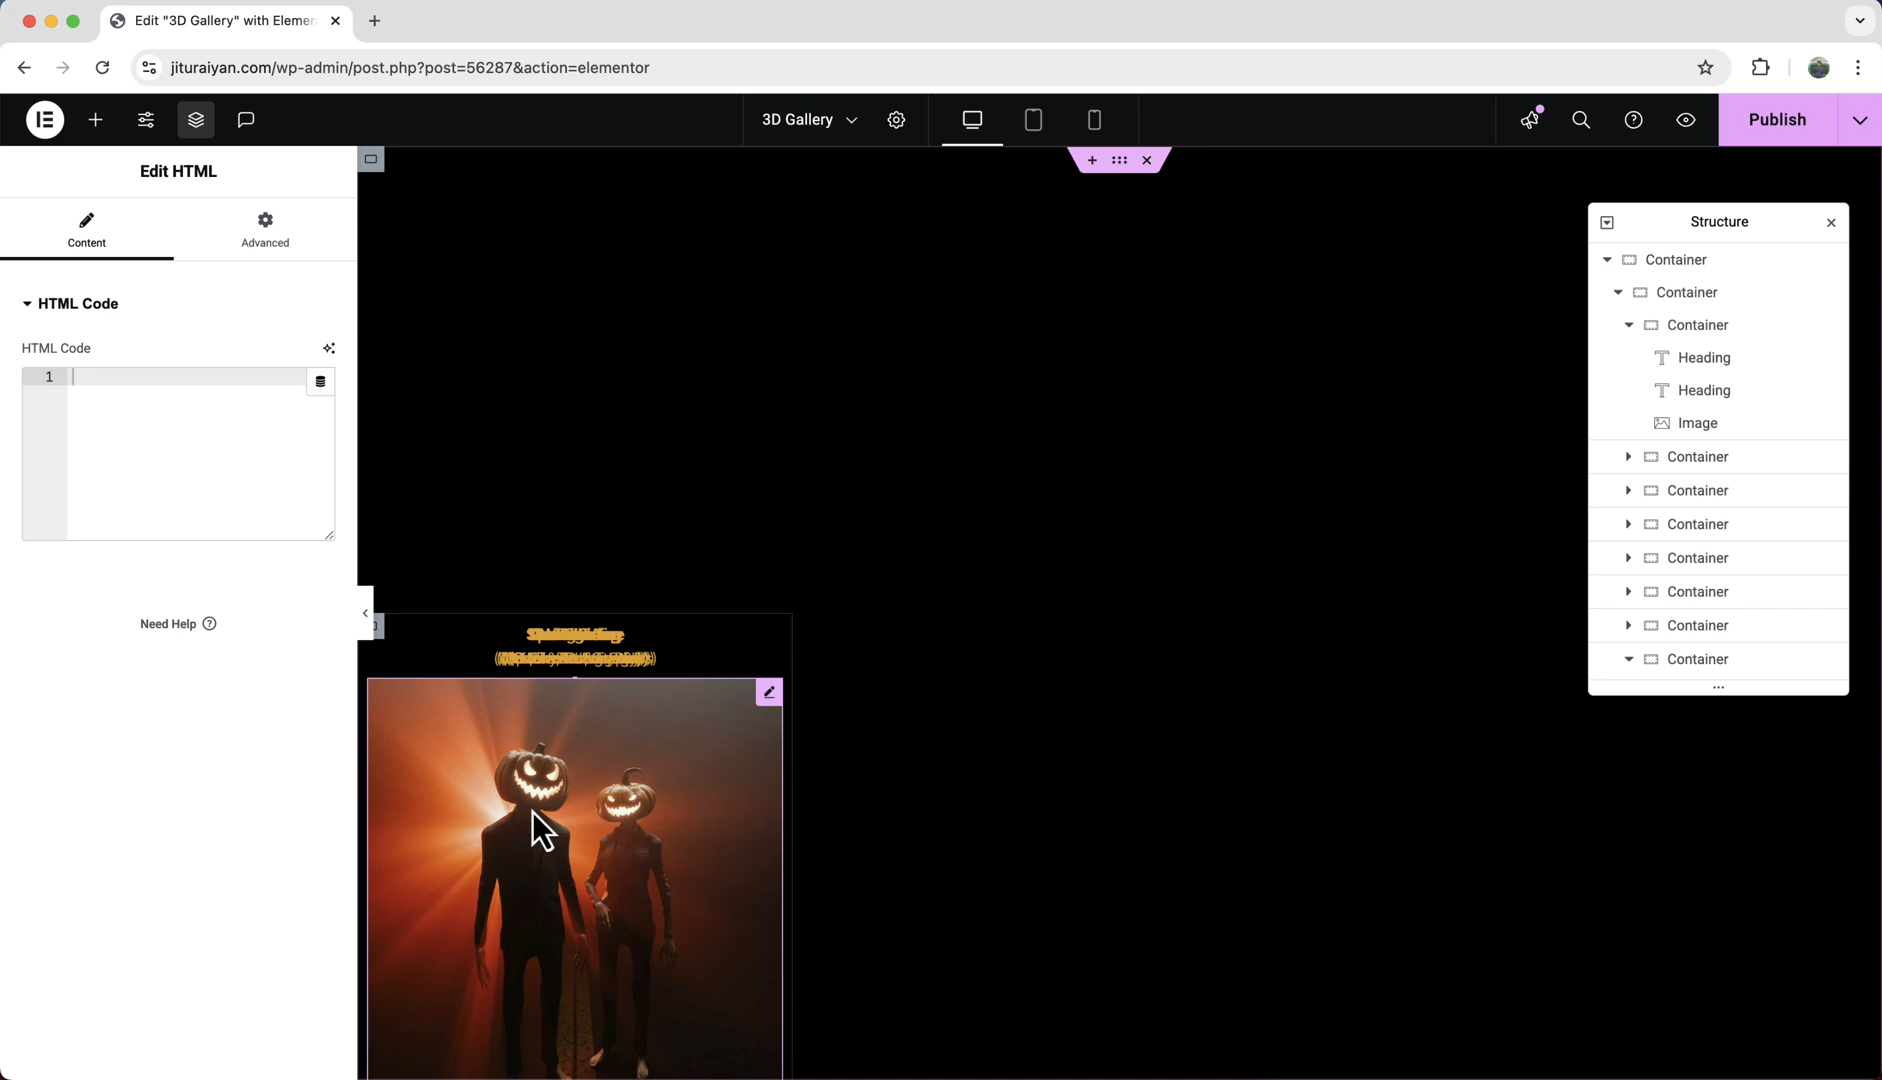 Edit "3D Gallery" with Elemen
jituraiyan.com/wp-admin/post.php?post=56287&action=elementor
3D Gallery
Publish
Edit HTML
Content
Advanced
HTML Code
HTML Code
1
Need Help
Structure
Container
Container
Container
Heading
Heading
Image
Container
Container
Container
Container
Container
Container
Container